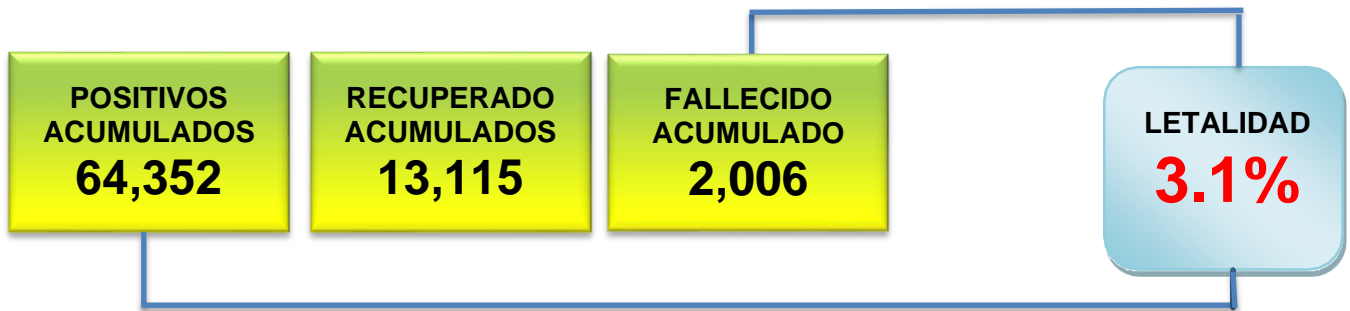 POSITIVOS
ACUMULADOS
64,352
RECUPERADO
ACUMULADOS
13,115
FALLECIDO
ACUMULADO
2,006
LETALIDAD
3.1%